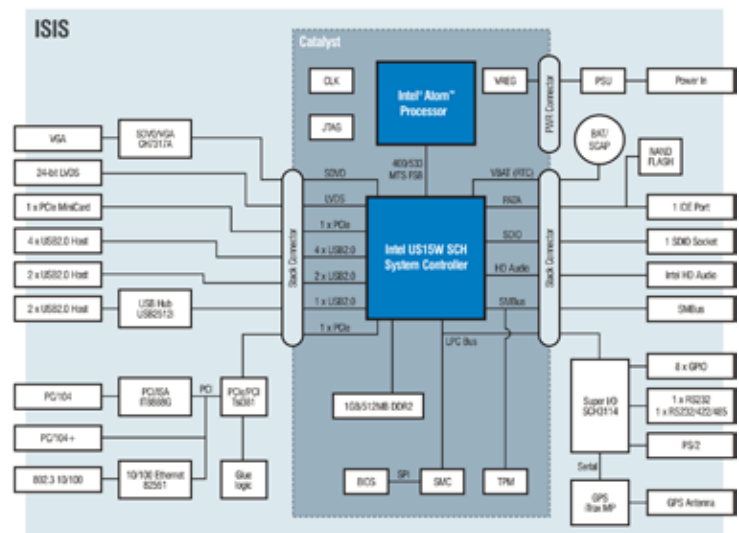 ISIS
Catalyst
CLK
JTAG
Intel® Atom™
Processor
VREG
PWR Connector
PSU
Power In
BAT/
SCAP
NAND
FLASH
400/533
MTS FSB
VGA
SDVO/VGA
CH7317A
24-bit LVDS
1 x PCIe MiniCard
4 x USB2.0 Host
2 x USB2.0 Host
2 x USB2.0 Host
USB Hub
USB2513i
Stack Connector
SDVO
LVDS
1 x PCIe
4 x USB2.0
2 x USB2.0
1 x USB2.0
1 x PCIe
Intel US15W SCH
System Controller
VBAT (RTC)
PATA
SDIO
HD Audio
SMBus
LPC Bus
Stack Connector
1 IDE Port
1 SDIO Socket
Intel HD Audio
SMBus
PC/104
PCI/ISA
IT8888G
PCI
PCIe/PCI
PC/104+
802.3 10/100
10/100 Ethernet
82551
Glue
logic
1GB/512MB DDR2
BIOS
SPI
SMC
TPM
Super I/O
SCH3114
8 x GPIO
1 x RS232
1 x RS232/422/485
PS/2
Serial
GPS
iTrax MP
GPS Antenna